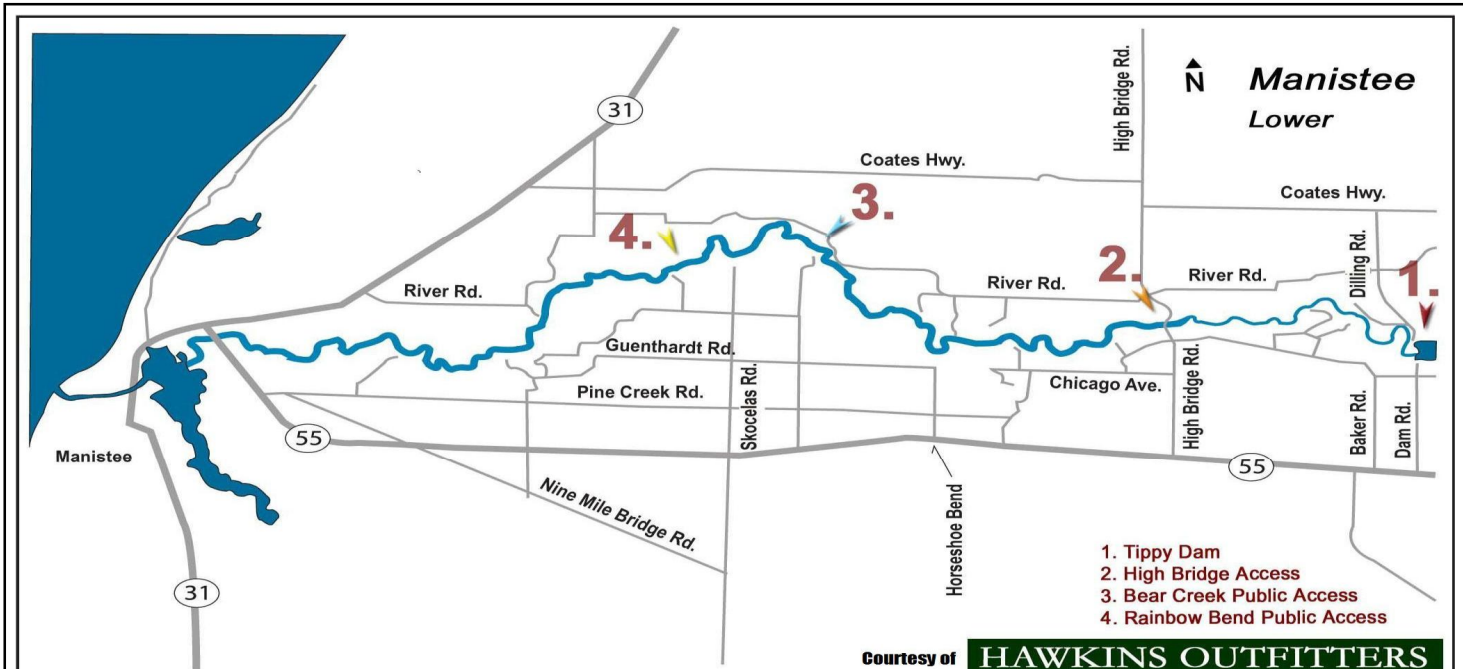 N
Manistee
Lower
31
High Bridge Rd.
Coates Hwy.
Coates Hwy.
3.
4.
2.
River Rd.
Dilling Rd.
1.
River Rd.
River Rd.
Guenthardt Rd.
Skocelas Rd.
Pine Creek Rd.
Chicago Ave.
High Bridge Rd.
Baker Rd.
Dam Rd.
55
Manistee
55
Nine Mile Bridge Rd.
Horseshoe Bend
31
1. Tippy Dam
2. High Bridge Access
3. Bear Creek Public Access
4. Rainbow Bend Public Access
Courtesy of HAWKINS OUTFITTERS